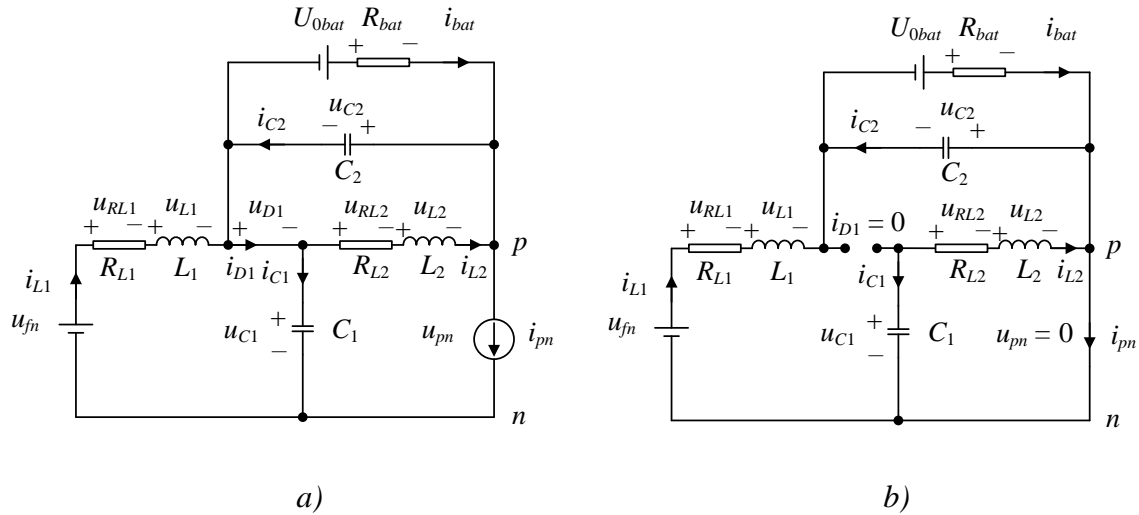 U0bat Rbat ibat
+ −
uC2
iC2 − +
C2
uRL1 uL1 uD1 uRL2 uL2
+ − + − + − + − + − p
RL1 L1 iD1 iC1 RL2 L2 iL2
iL1
ufn uC1 + − C1 upn ipn
n
a)
U0bat Rbat ibat
+ −
uC2
iC2 − +
C2
uRL1 uL1 iD1 = 0 uRL2 uL2
+ − + − + − + − p
RL1 L1 iC1 RL2 L2 iL2
iL1
ufn uC1 + − C1 upn = 0 ipn
n
b)